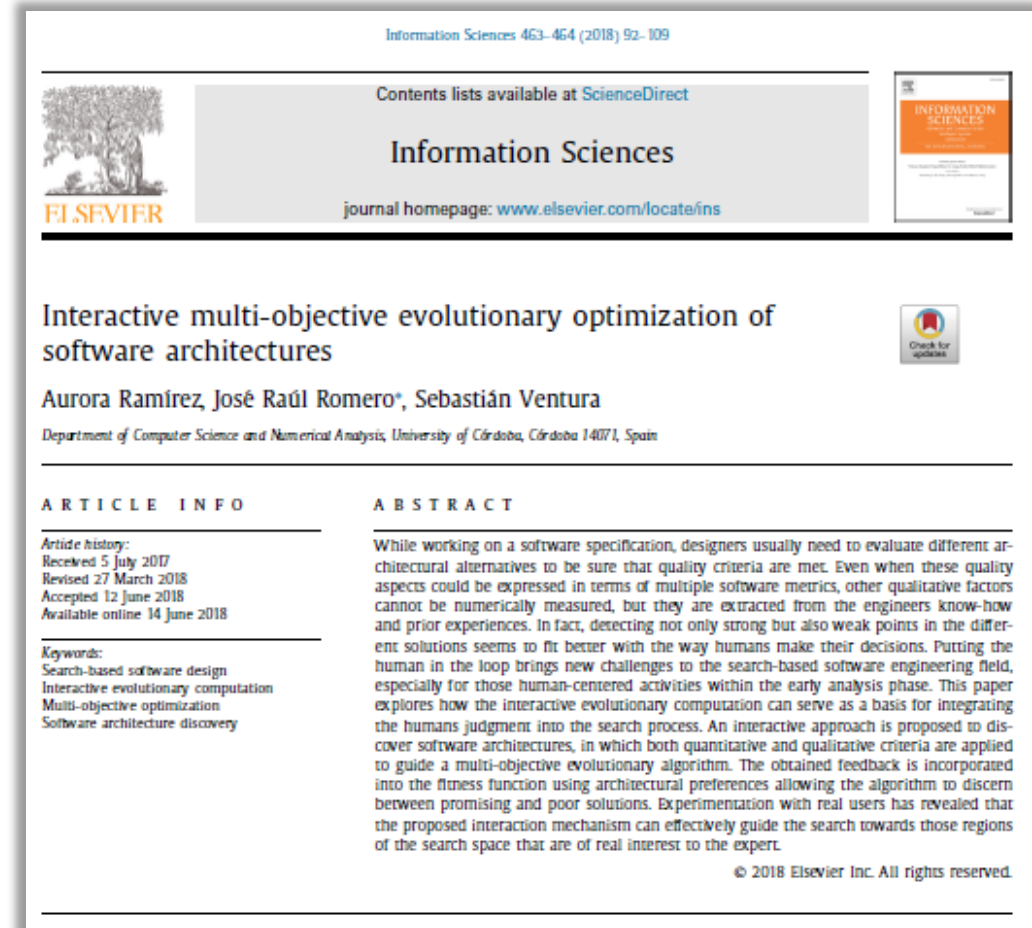 Information Sciences 463–464 (2018) 92–109
Contents lists available at ScienceDirect
Information Sciences
journal homepage: www.elsevier.com/locate/ins
ELSEVIER
INFORMATION
SCIENCES
Interactive multi-objective evolutionary optimization of
software architectures
Check for
updates
Aurora Ramírez, José Raúl Romero*, Sebastián Ventura
Department of Computer Science and Numerical Analysis, University of Córdoba, Córdoba 14071, Spain
ARTICLE INFO
Article history:
Received 5 July 2017
Revised 27 March 2018
Accepted 12 June 2018
Available online 14 June 2018
Keywords:
Search-based software design
Interactive evolutionary computation
Multi-objective optimization
Software architecture discovery
ABSTRACT
While working on a software specification, designers usually need to evaluate different ar-
chitectural alternatives to be sure that quality criteria are met. Even when these quality
aspects could be expressed in terms of multiple software metrics, other qualitative factors
cannot be numerically measured, but they are extracted from the engineers know-how
and prior experiences. In fact, detecting not only strong but also weak points in the differ-
ent solutions seems to fit better with the way humans make their decisions. Putting the
human in the loop brings new challenges to the search-based software engineering field,
especially for those human-centered activities within the early analysis phase. This paper
explores how the interactive evolutionary computation can serve as a basis for integrating
the humans judgment into the search process. An interactive approach is proposed to dis-
cover software architectures, in which both quantitative and qualitative criteria are applied
to guide a multi-objective evolutionary algorithm. The obtained feedback is incorporated
into the fitness function using architectural preferences allowing the algorithm to discern
between promising and poor solutions. Experimentation with real users has revealed that
the proposed interaction mechanism can effectively guide the search towards those regions
of the search space that are of real interest to the expert.
© 2018 Elsevier Inc. All rights reserved.